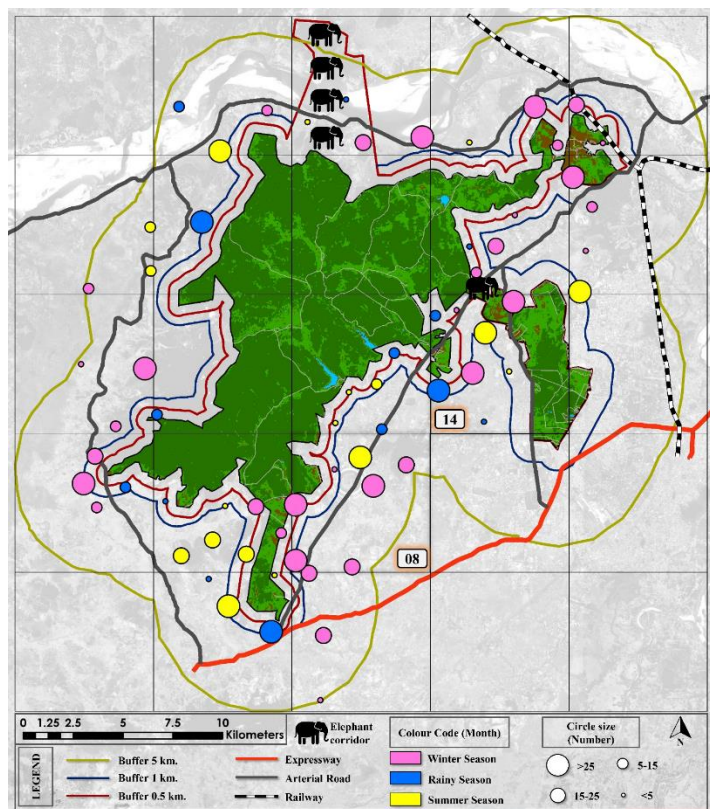 14
08
0 1.25 2.5 5 7.5 10
Kilometers
Elephant
corridor
Colour Code (Month)
Circle size
(Number)
N
LEGEND
Buffer 5 km.
Buffer 1 km.
Buffer 0.5 km.
Expressway
Arterial Road
Railway
Winter Season
Rainy Season
Summer Season
>25
5-15
15-25
<5